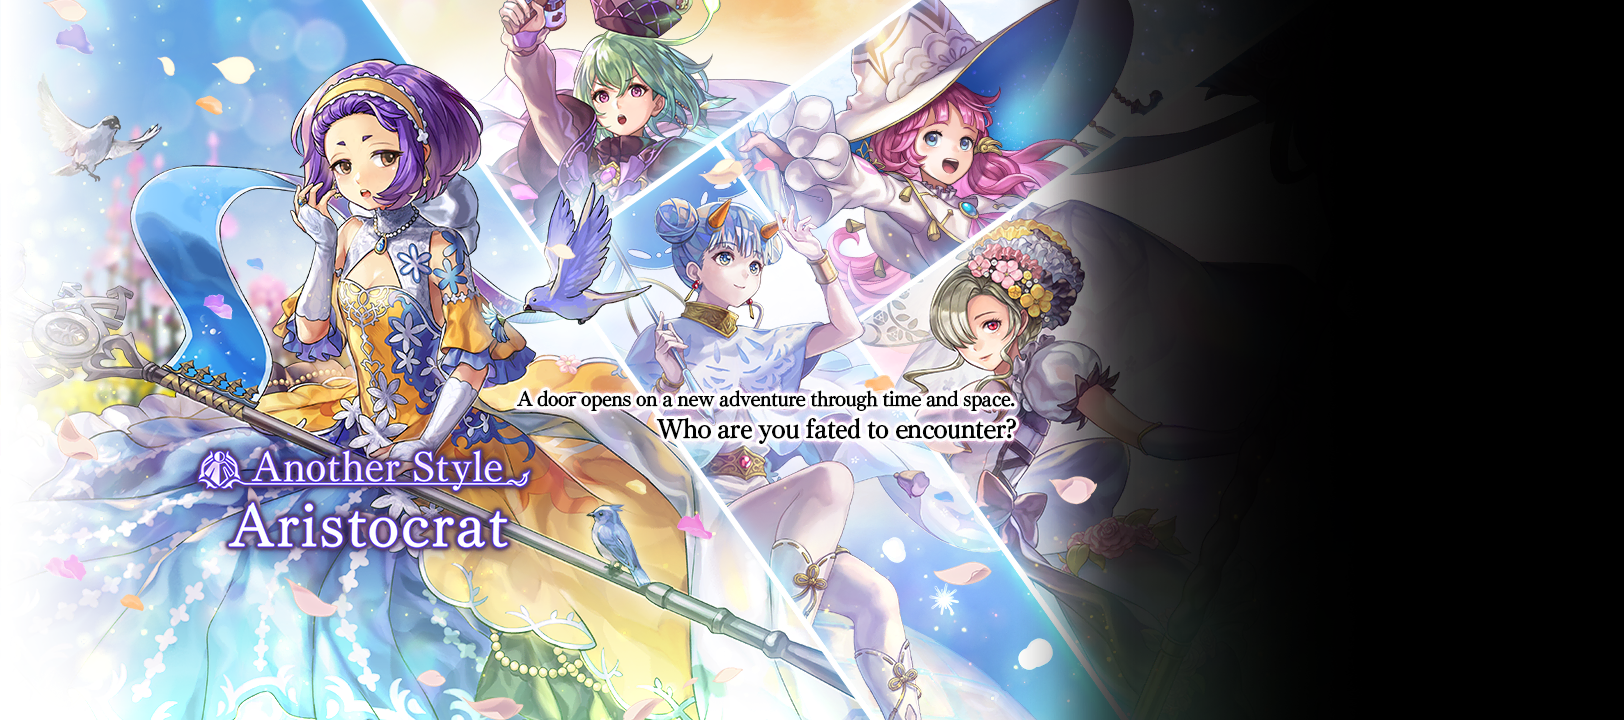 A door opens on a new adventure through time and space.
Who are you fated to encounter?
Another Style
Aristocrat